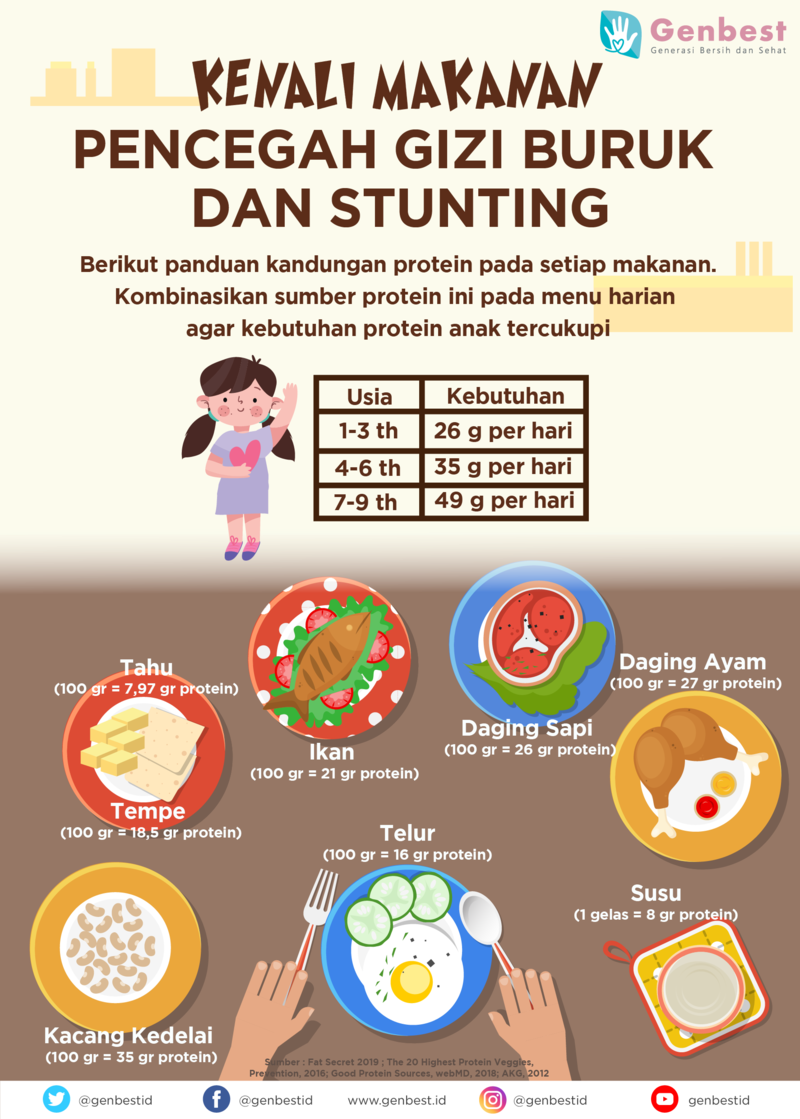 Genbest
Generasi Bersih dan Sehat
KENALI MAKANAN
PENCEGAH GIZI BURUK
DAN STUNTING
Berikut panduan kandungan protein pada setiap makanan.
Kombinasikan sumber protein ini pada menu harian
agar kebutuhan protein anak tercukupi
Usia Kebutuhan
1-3 th 26 g per hari
4-6 th 35 g per hari
7-9 th 49 g per hari
Tahu
(100 gr = 7,97 gr protein)
Tempe
(100 gr = 18,5 gr protein)
Ikan
(100 gr = 21 gr protein)
Daging Sapi
(100 gr = 26 gr protein)
Daging Ayam
(100 gr = 27 gr protein)
Telur
(100 gr = 16 gr protein)
Susu
(1 gelas = 8 gr protein)
Kacang Kedelai
(100 gr = 35 gr protein)
Sumber : Fat Secret 2019 ; The 20 Highest Protein Veggies,
Prevention, 2016; Good Protein Sources, webMD, 2018; AKG, 2012
@genbestid @genbestid www.genbest.id @genbestid genbestid